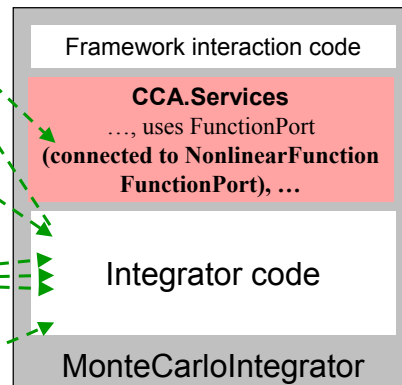 Framework interaction code
CCA.Services
…, uses FunctionPort
(connected to NonlinearFunction
FunctionPort), …
Integrator code
MonteCarloIntegrator